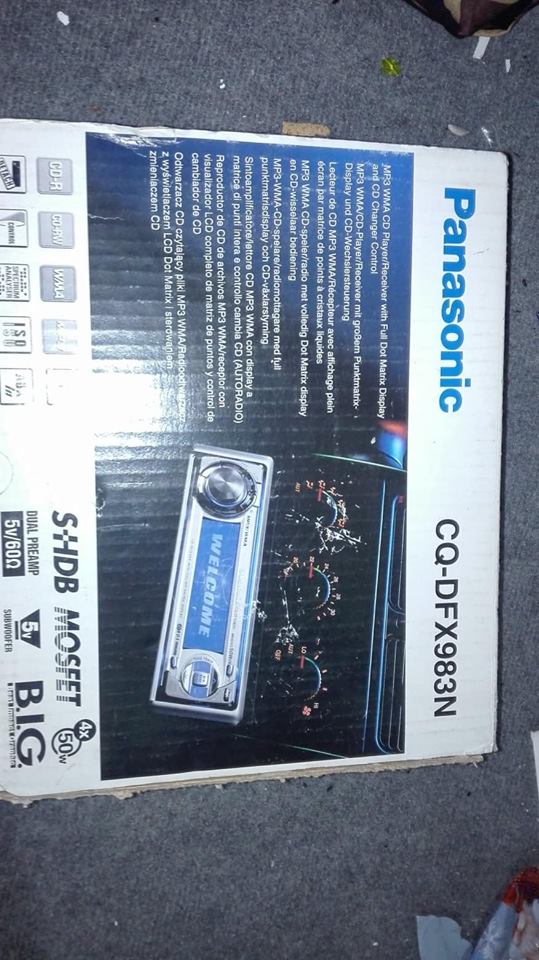 Panasonic
CQ-DFX983N
MP3 WMA CD Player/Receiver with Full Dot Matrix Display
and CD Changer Control
MP3 WMA/CD-Player/Receiver mit großem Punktmatrix-
Display und CD-Wechslersteuerung
Lecteur de CD MP3 WMA/Récepteur avec affichage plein
écran par matrice de points à cristaux liquides
MP3 WMA CD-speler/radio met volledig Dot Matrix display
en CD-wisselaar bediening
MP3-WMA-CD-spelare/radiomottagare med full
punktmatrisdisplay och CD-växlarstyrning
Sintoamplificatore/lettore CD MP3 WMA con display a
matrice di punti intera e controllo cambia CD (AUTORADIO)
Reproductor de CD de archivos MP3 WMA/receptor con
visualizador LCD completo de matriz de puntos y control de
cambiador de CD
Odtwarzacz CD czytający pliki MP3 WMA/Radioodtwarzacz
z wyświetlaczem LCD Dot Matrix i sterowaniem
zmieniaczem CD
WELCOME
CD-R
CD-RW
WMA
SPECTRUM
ANALYZER
ISO
S·HDB MOSFET
4x
50W
DUAL PREAMP
5V/60Ω
5V
SUBWOOFER
B.I.G.